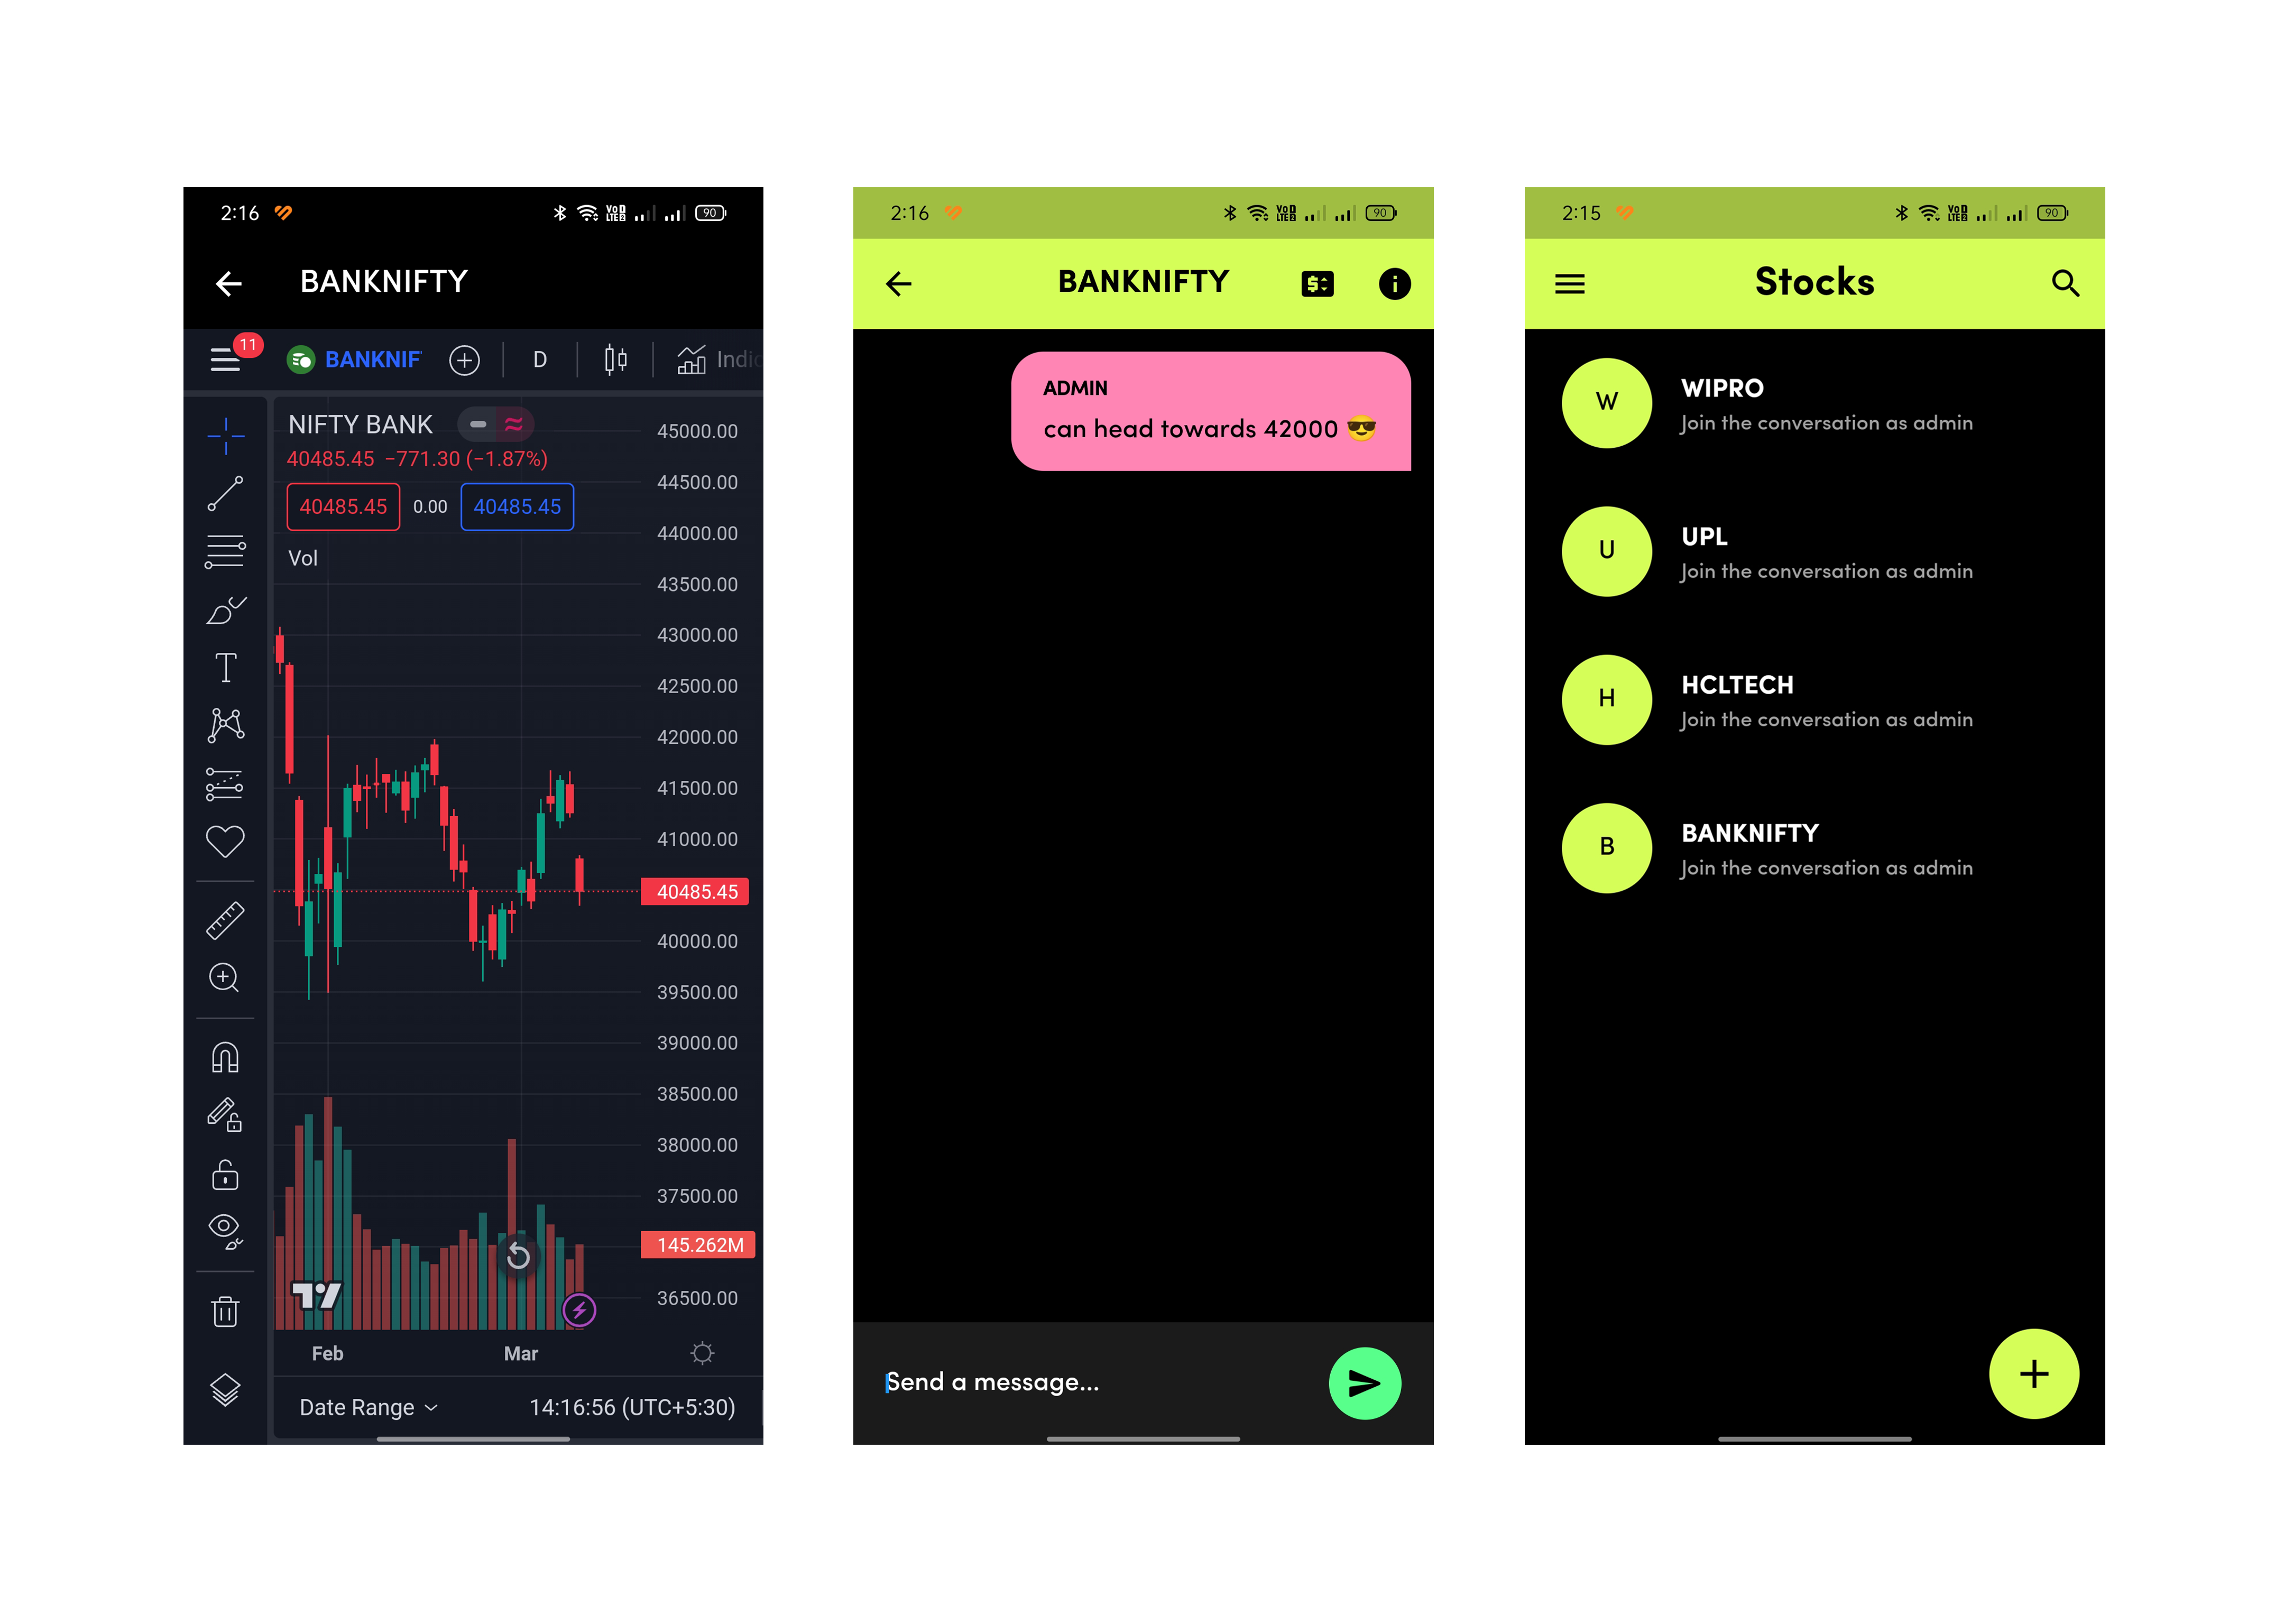 2:16
VoD LTE2
90
BANKNIFTY
11
BANKNIF
D
Indic
NIFTY BANK
40485.45 −771.30 (−1.87%)
40485.45 0.00 40485.45
Vol
45000.00
44500.00
44000.00
43500.00
43000.00
42500.00
42000.00
41500.00
41000.00
40485.45
40000.00
39500.00
39000.00
38500.00
38000.00
37500.00
145.262M
36500.00
Feb Mar
Date Range 14:16:56 (UTC+5:30)
2:16
90
BANKNIFTY
ADMIN
can head towards 42000 😎
Send a message...
2:15
90
Stocks
W
WIPRO
Join the conversation as admin
U
UPL
Join the conversation as admin
H
HCLTECH
Join the conversation as admin
B
BANKNIFTY
Join the conversation as admin